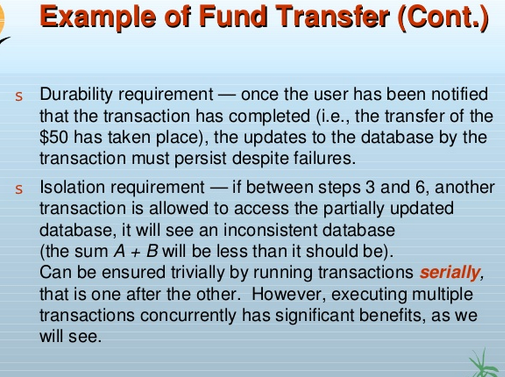 Example of Fund Transfer (Cont.)
s Durability requirement — once the user has been notified
that the transaction has completed (i.e., the transfer of the
$50 has taken place), the updates to the database by the
transaction must persist despite failures.
s Isolation requirement — if between steps 3 and 6, another
transaction is allowed to access the partially updated
database, it will see an inconsistent database
(the sum A + B will be less than it should be).
Can be ensured trivially by running transactions serially,
that is one after the other. However, executing multiple
transactions concurrently has significant benefits, as we
will see.